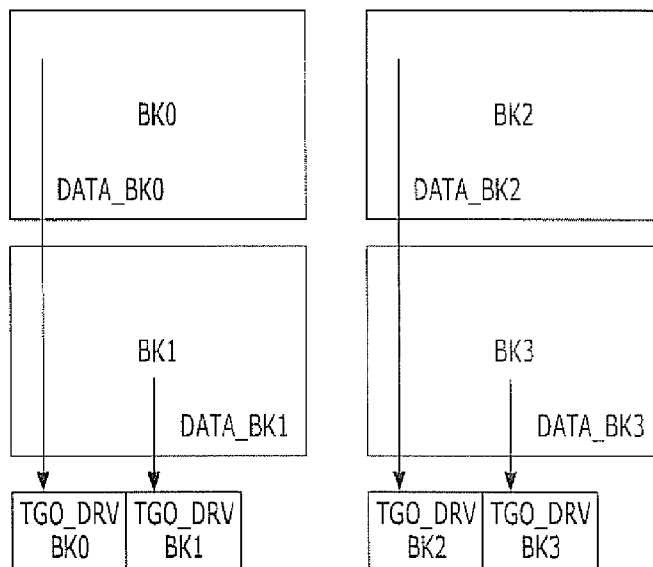 BK0
DATA_BK0
BK2
DATA_BK2
BK1
DATA_BK1
BK3
DATA_BK3
TGO_DRV
BK0
TGO_DRV
BK1
TGO_DRV
BK2
TGO_DRV
BK3